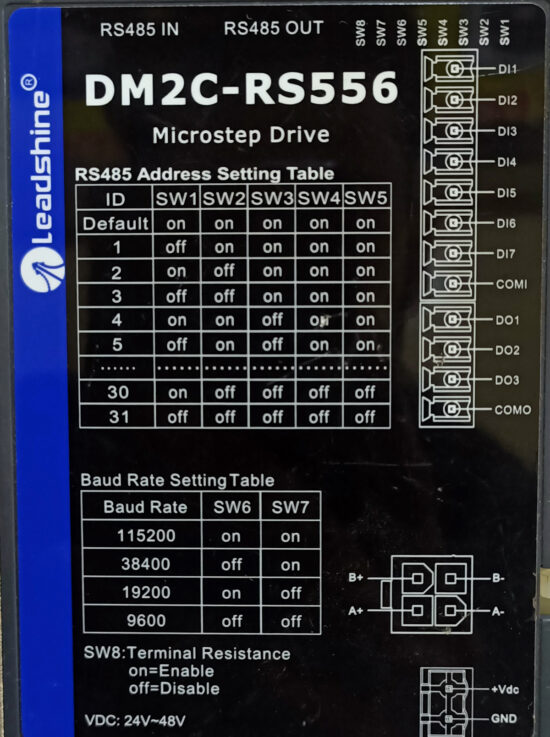 RS485 IN RS485 OUT SW8 SW7 SW6 SW5 SW4 SW3 SW2 SW1
Leadshine®
DM2C-RS556
Microstep Drive
RS485 Address Setting Table
ID SW1 SW2 SW3 SW4 SW5
Default on on on on on
1 off on on on on
2 on off on on on
3 off off on on on
4 on on off on on
5 off on off on on
...... ......................................
30 on off off off off
31 off off off off off
DI1
DI2
DI3
DI4
DI5
DI6
DI7
COMI
DO1
DO2
DO3
COMO
Baud Rate Setting Table
Baud Rate SW6 SW7
115200 on on
38400 off on
19200 on off
9600 off off
B+ B-
A+ A-
SW8:Terminal Resistance
on=Enable
off=Disable
VDC: 24V~48V
+Vdc
GND